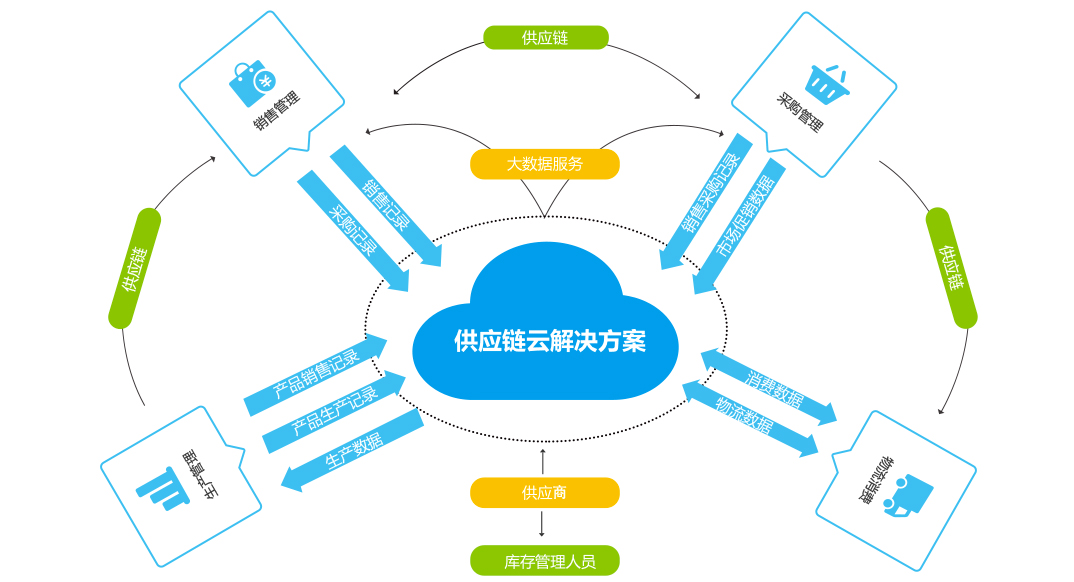 供应链
销售管理
采购管理
大数据服务
销售记录
采购记录
销售采购记录
市场促销数据
供应链
供应链
供应链云解决方案
产品销售记录
产品生产记录
生产数据
消费数据
物流数据
生产管理
物流消费
供应商
库存管理人员